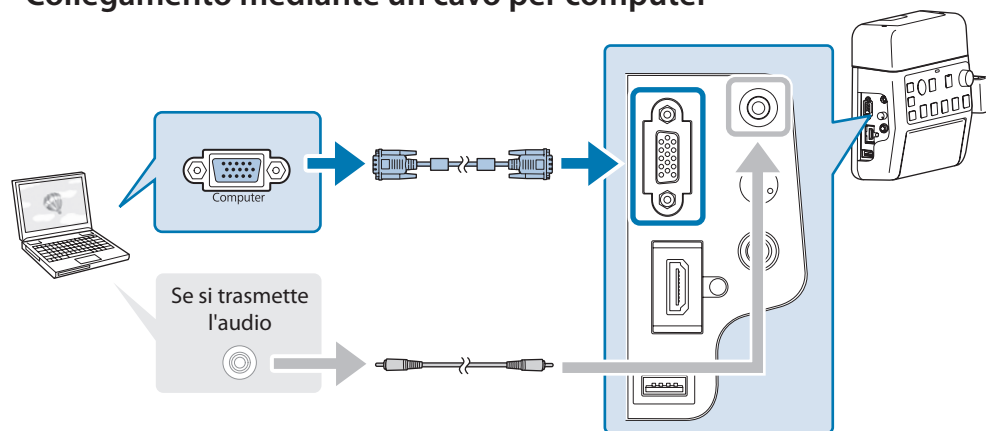 Collegamento mediante un cavo per computer
Computer
Se si trasmette
l'audio